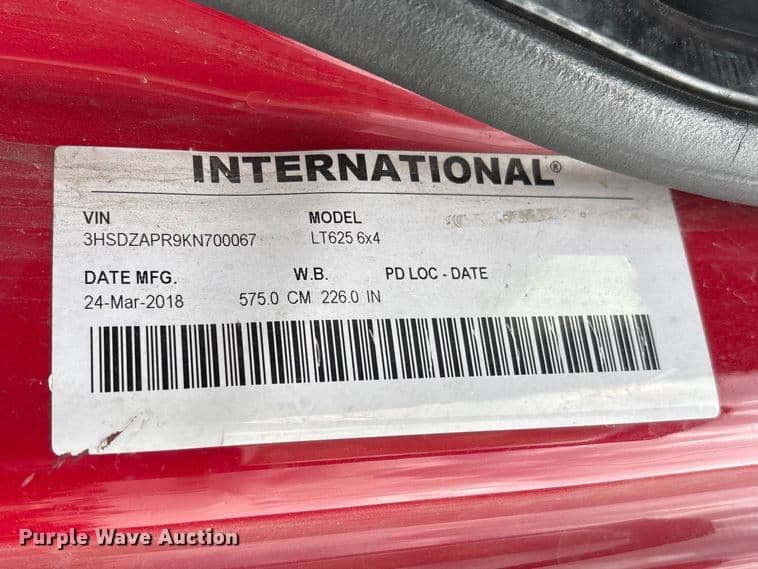 INTERNATIONAL®
VIN MODEL
3HSDZAPR9KN700067 LT625 6x4
DATE MFG. W.B. PD LOC - DATE
24-Mar-2018 575.0 CM 226.0 IN
Purple Wave Auction